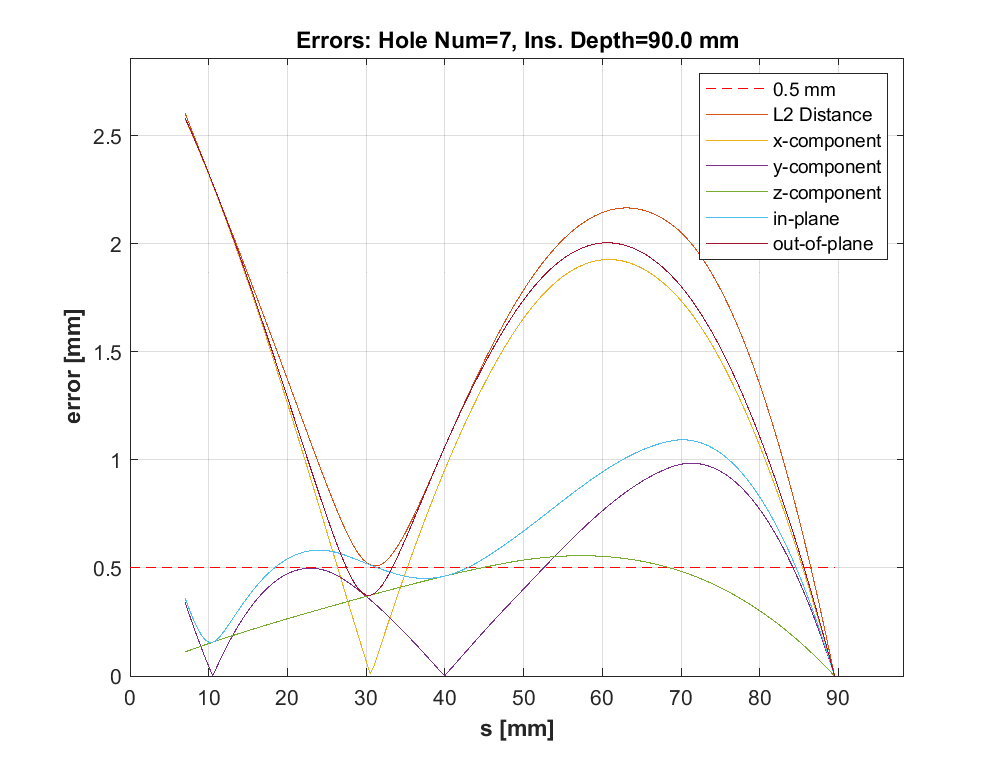 Errors: Hole Num=7, Ins. Depth=90.0 mm
0.5 mm
L2 Distance
x-component
y-component
z-component
in-plane
out-of-plane
2.5
2
1.5
1
0.5
0
error [mm]
0 10 20 30 40 50 60 70 80 90
s [mm]